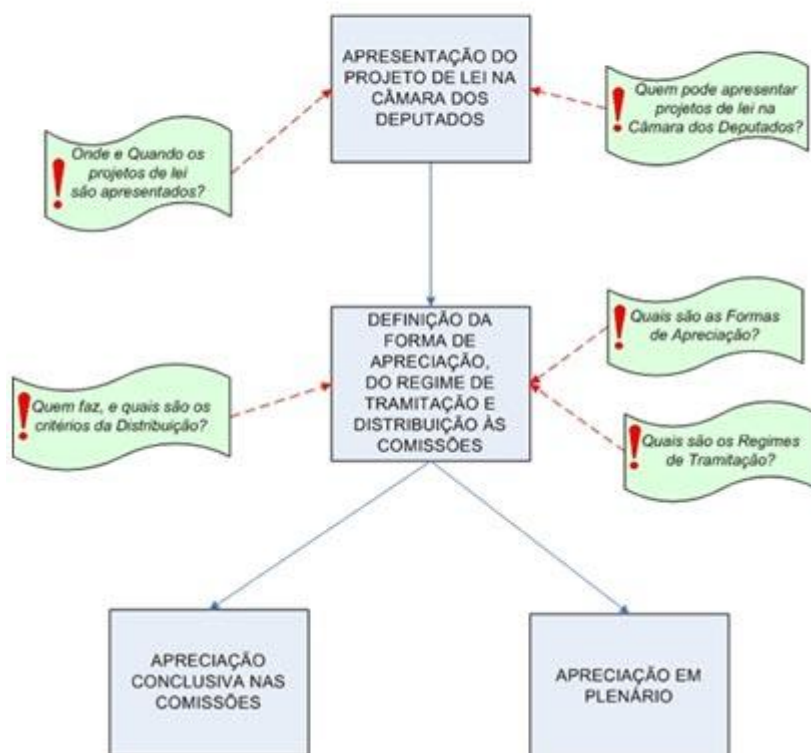 APRESENTAÇÃO DO
PROJETO DE LEI NA
CÂMARA DOS
DEPUTADOS
Quem pode apresentar
projetos de lei na
Câmara dos Deputados?
Onde e Quando os
projetos de lei
são apresentados?
DEFINIÇÃO DA
FORMA DE
APRECIAÇÃO,
DO REGIME DE
TRAMITAÇÃO E
DISTRIBUIÇÃO ÀS
COMISSÕES
Quais são as Formas
de Apreciação?
Quem faz, e quais são os
critérios da Distribuição?
Quais são os Regimes
de Tramitação?
APRECIAÇÃO
CONCLUSIVA NAS
COMISSÕES
APRECIAÇÃO EM
PLENÁRIO